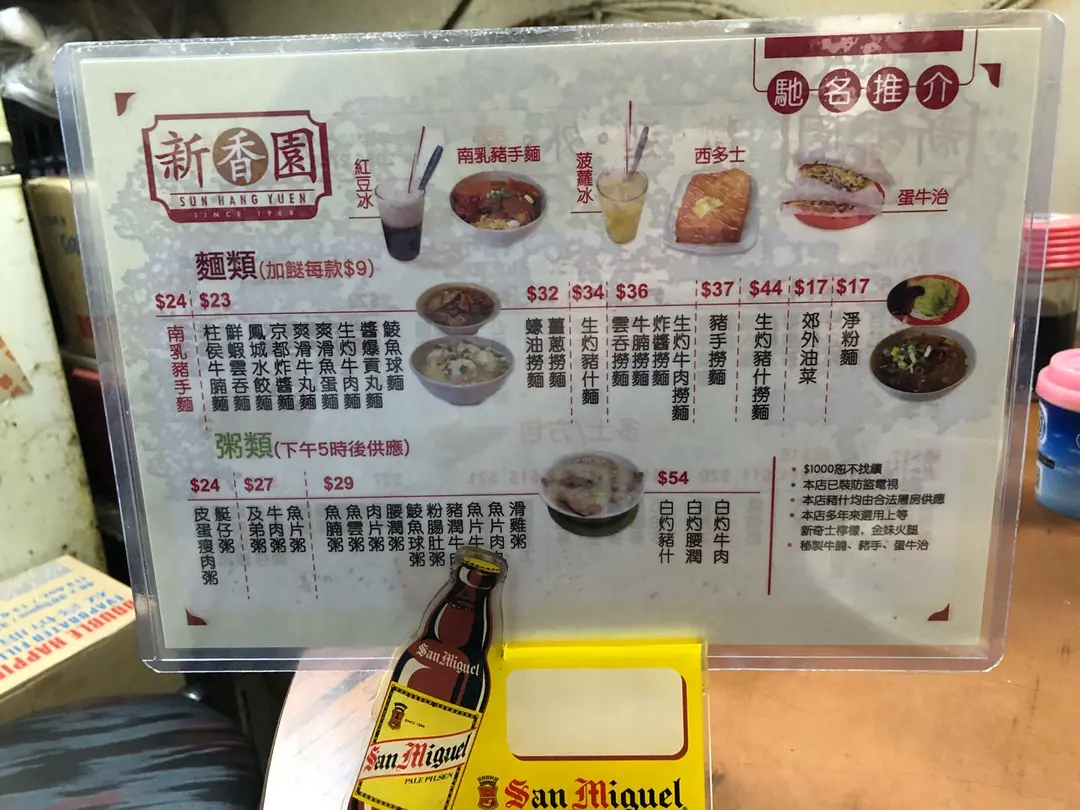 馳名推介
新香園
SUN HANG YUEN
SINCE 1968
紅豆冰
南乳豬手麵
菠蘿冰
西多士
蛋牛治
麵類(加餸每款$9)
$24
南乳豬手麵
$23
柱侯牛腩麵
鮮蝦雲吞麵
鳳城水餃麵
京都炸醬麵
爽滑牛丸麵
爽滑魚蛋麵
生灼牛肉麵
醬爆貢丸麵
鯪魚球麵
$32
蠔油撈麵
薑蔥撈麵
$34
生灼豬什麵
$36
雲吞撈麵
牛腩撈麵
炸醬撈麵
生灼牛肉撈麵
$37
豬手撈麵
$44
生灼豬什撈麵
$17
郊外油菜
$17
淨粉麵
粥類(下午5時後供應)
$24
皮蛋瘦肉粥
艇仔粥
$27
及弟粥
牛肉粥
魚片粥
$29
魚腩粥
魚雲粥
肉片粥
腰潤粥
鯪魚球粥
粉腸肚粥
豬潤牛
魚片牛
魚片肉
滑雞粥
$54
白灼豬什
白灼腰潤
白灼牛肉
• $1000紙不找續
• 本店已裝防盜電視
• 本店豬什均由合法屠房供應
• 本店多年來選用上等
新奇士檸檬，金妹火腿
• 秘製牛腩、豬手、蛋牛治
San Miguel
San Miguel
PALE PILSEN
San Miguel
DOUBLE HAPPI
VAPORATED FILLE